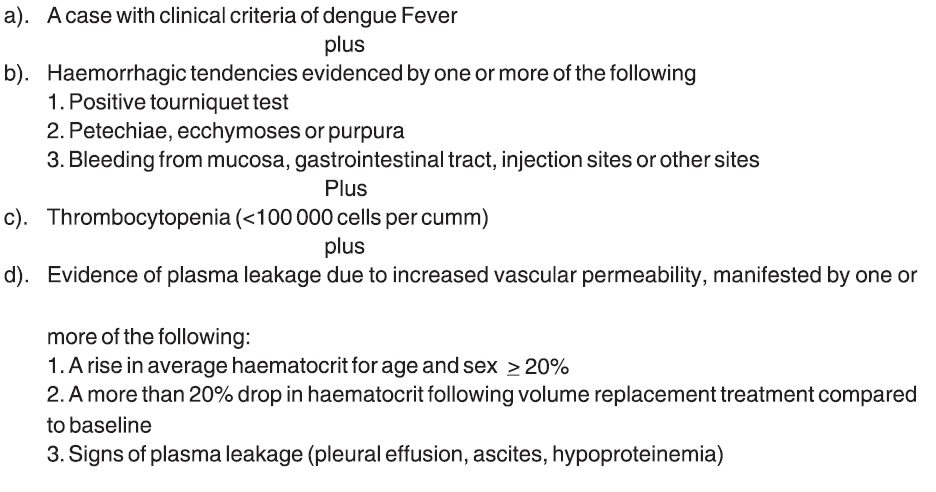 a). A case with clinical criteria of dengue Fever
plus
b). Haemorrhagic tendencies evidenced by one or more of the following
1. Positive tourniquet test
2. Petechiae, ecchymoses or purpura
3. Bleeding from mucosa, gastrointestinal tract, injection sites or other sites
Plus
c). Thrombocytopenia (<100 000 cells per cumm)
plus
d). Evidence of plasma leakage due to increased vascular permeability, manifested by one or
more of the following:
1. A rise in average haematocrit for age and sex ≥ 20%
2. A more than 20% drop in haematocrit following volume replacement treatment compared
to baseline
3. Signs of plasma leakage (pleural effusion, ascites, hypoproteinemia)